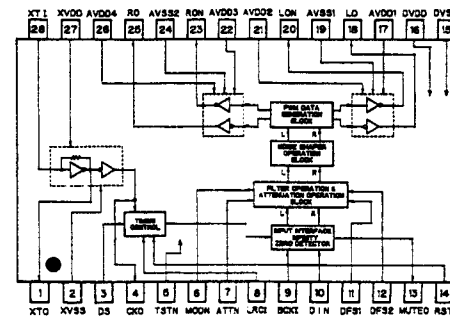 XTI XVDD AVDD4 RO AVSS2 RON AVDD3 AVDD2 LON AVSS1 LO AVDD1 DVDD DVS
28 27 26 25 24 23 22 21 20 19 18 17 16 15
PWM DATA
GENERATION
BLOCK
L R
NOISE SHAPER
OPERATION
BLOCK
L R
FILTER OPERATION &
ATTENUATION OPERATION
BLOCK
L R
TIMING
CONTROL
INPUT INTERFACE
INFINITY
ZERO DETECTOR
1 2 3 4 5 6 7 8 9 10 11 12 13 14
XTO XVSS DS CKO TSTN MODN ATTN LRCI BCKI DIN DFS1 DFS2 MUTEO RST